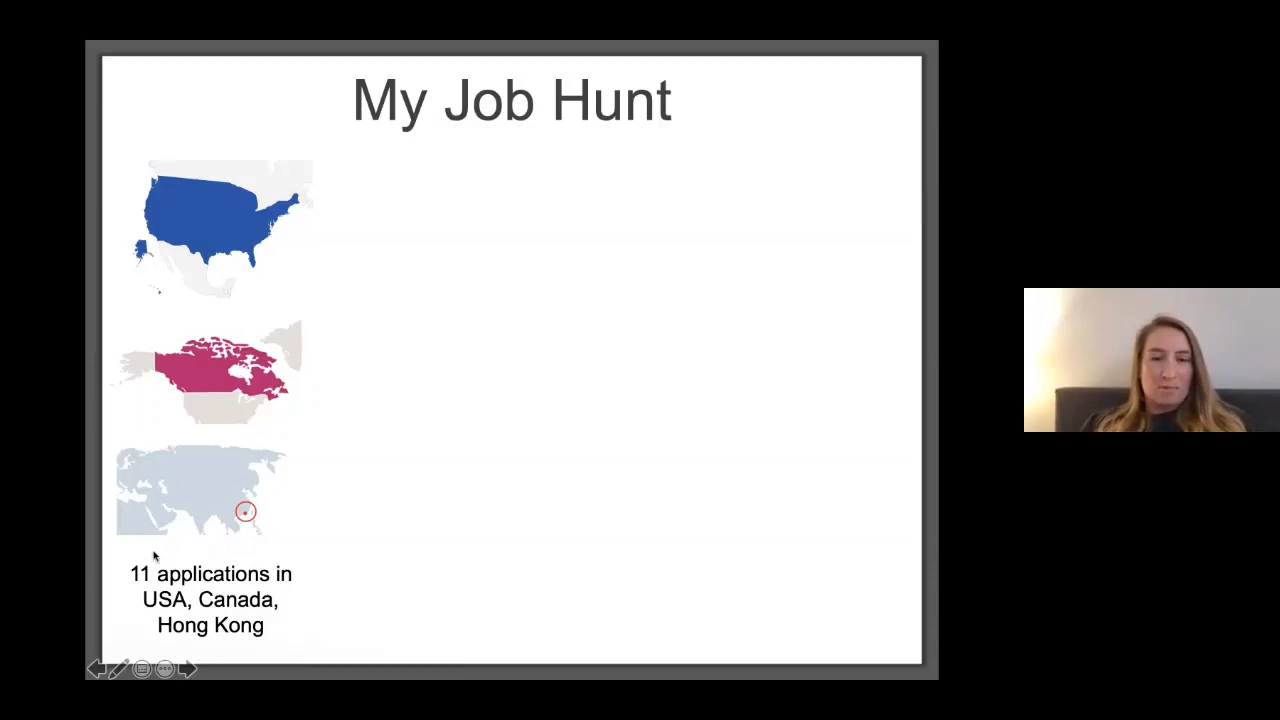 My Job Hunt
11 applications in
USA, Canada,
Hong Kong